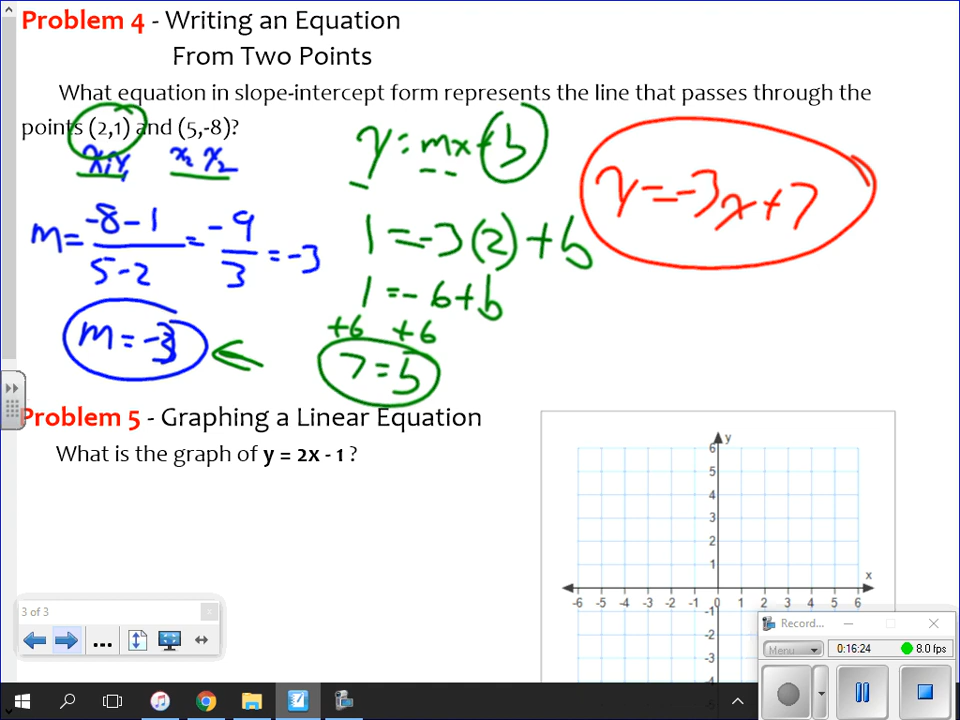 Problem 4 - Writing an Equation
From Two Points
What equation in slope-intercept form represents the line that passes through the
points (2,1) and (5,-8)?
x₁ y₁ x₂ x₂
m = -8 - 1 / 5 - 2 = -9 / 3 = -3
m = -3
y = mx + b
1 = -3(2) + b
1 = -6 + b
+6 +6
7 = b
y = -3x + 7
Problem 5 - Graphing a Linear Equation
What is the graph of y = 2x - 1 ?
y
6
5
4
3
2
1
x
-6 -5 -4 -3 -2 -1 0 1 2 3 4 5 6
-1
-2
-3
-4
3 of 3
Record...
Menu
0:16:24
8.0 fps